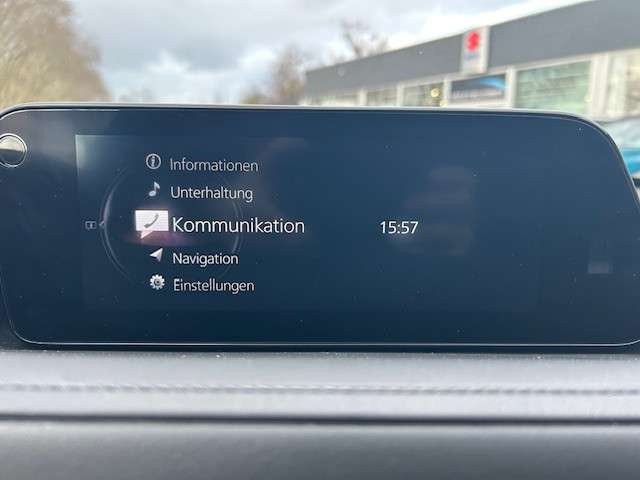 Informationen
Unterhaltung
Kommunikation
15:57
Navigation
Einstellungen